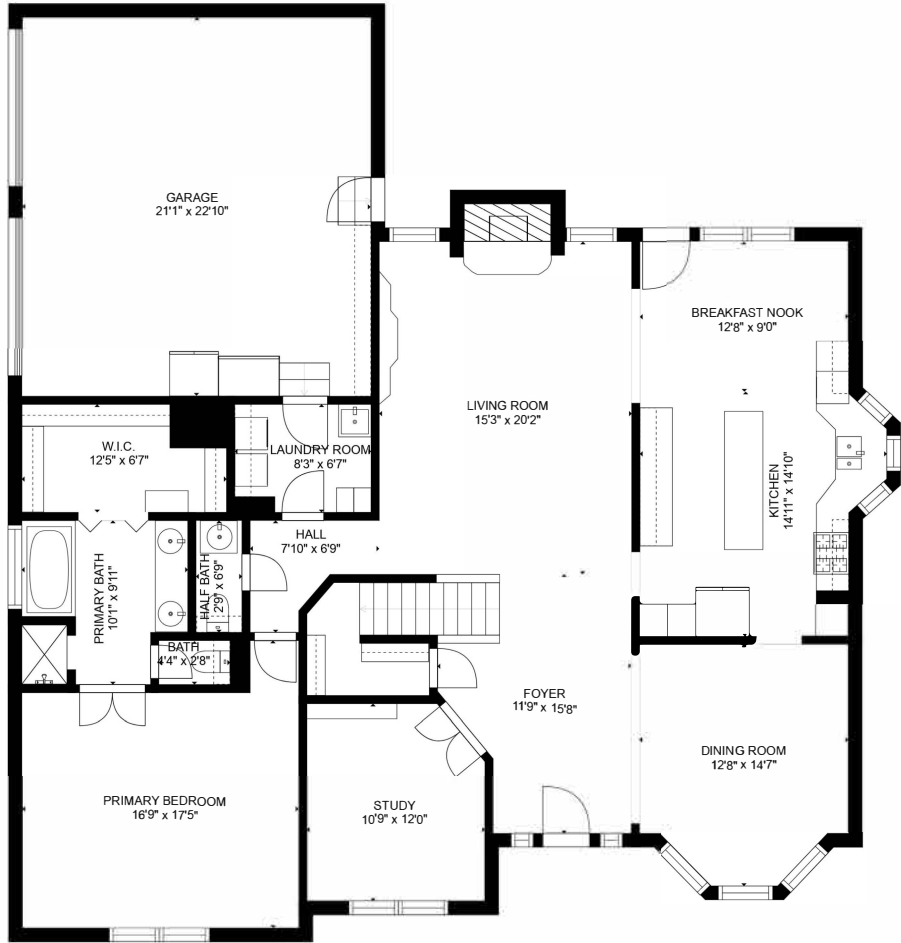 GARAGE
21'1" x 22'10"
BREAKFAST NOOK
12'8" x 9'0"
LIVING ROOM
15'3" x 20'2"
W.I.C.
12'5" x 6'7"
LAUNDRY ROOM
8'3" x 6'7"
KITCHEN
14'11" x 14'10"
HALL
7'10" x 6'9"
PRIMARY BATH
10'1" x 9'11"
HALF BATH
2'9" x 6'9"
BATH
4'4" x 2'8"
FOYER
11'9" x 15'8"
DINING ROOM
12'8" x 14'7"
PRIMARY BEDROOM
16'9" x 17'5"
STUDY
10'9" x 12'0"